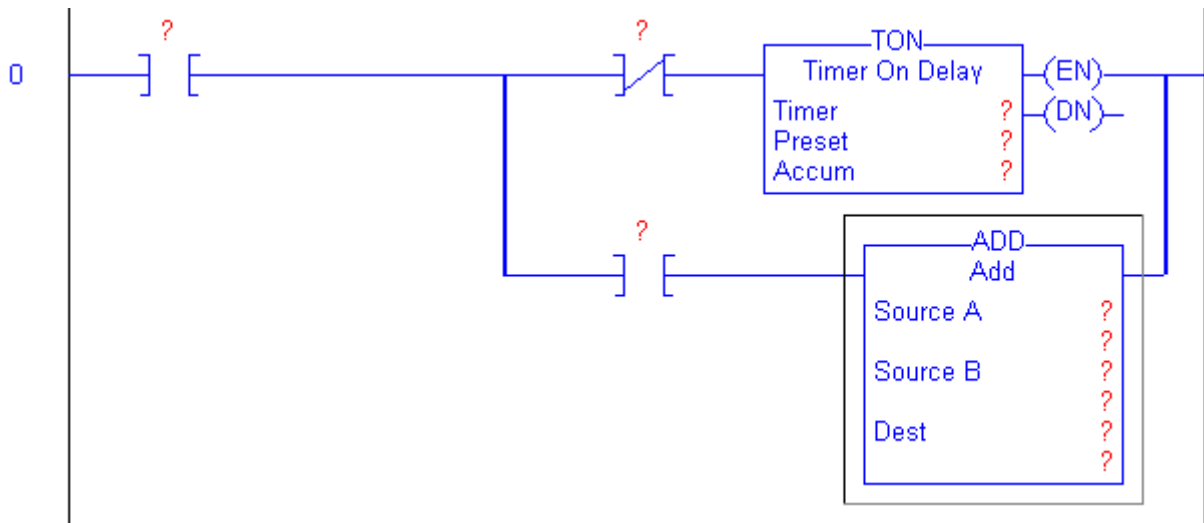 ? ?
0
TON
Timer On Delay (EN)
Timer ? (DN)
Preset ?
Accum ?
?
ADD
Add
Source A ?
?
Source B ?
?
Dest ?
?